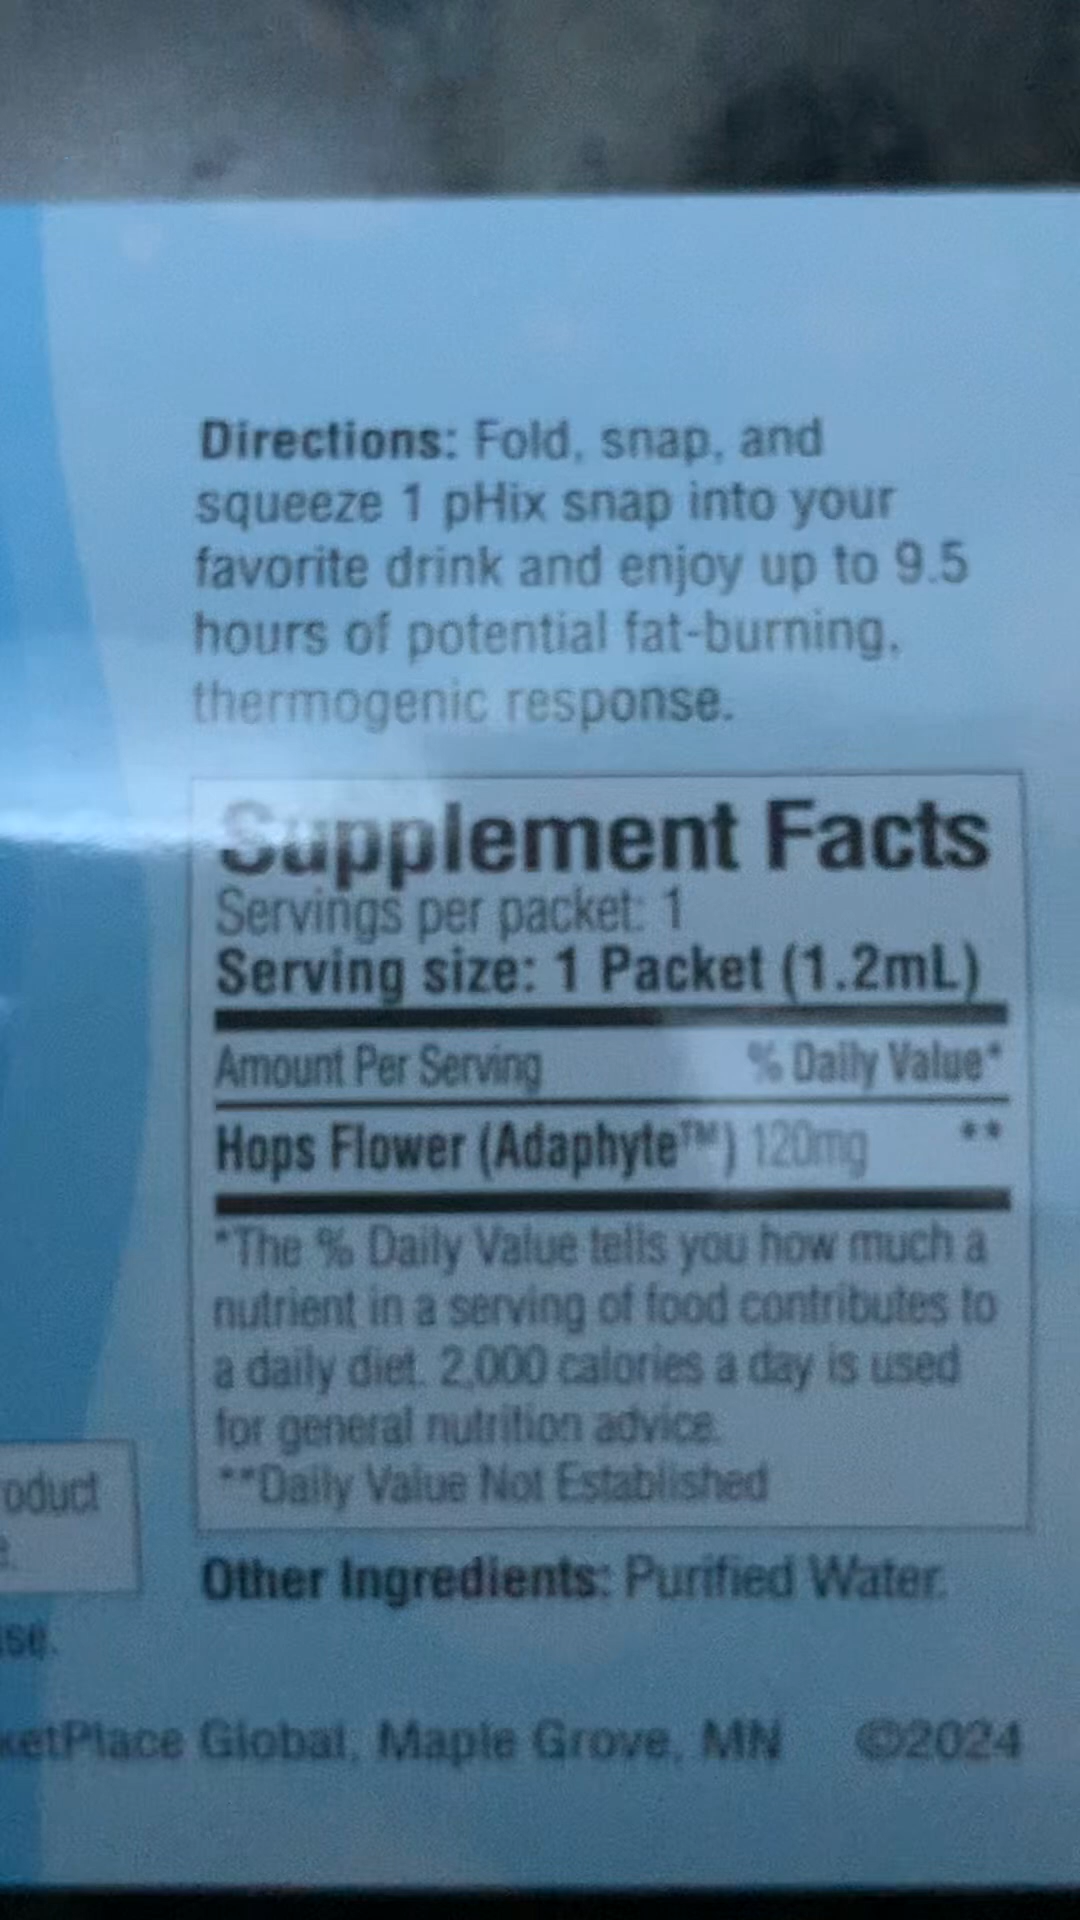 Directions: Fold, snap, and
squeeze 1 pHix snap into your
favorite drink and enjoy up to 9.5
hours of potential fat-burning,
thermogenic response.
Supplement Facts
Servings per packet: 1
Serving size: 1 Packet (1.2mL)
Amount Per Serving % Daily Value*
Hops Flower (Adaphyte™) 120mg **
*The % Daily Value tells you how much a
nutrient in a serving of food contributes to
a daily diet. 2,000 calories a day is used
for general nutrition advice.
**Daily Value Not Established
oduct
e.
Other Ingredients: Purified Water.
se.
ketPlace Global, Maple Grove, MN ©2024